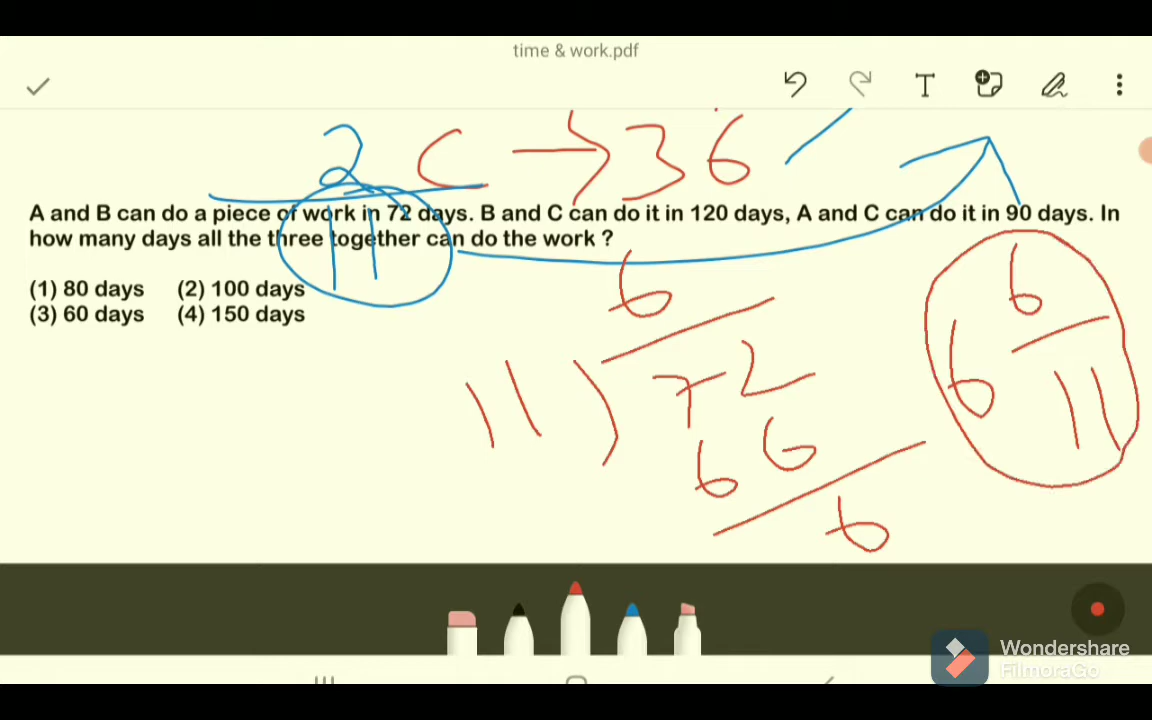 time & work.pdf
T
2 C → 36
A and B can do a piece of work in 72 days. B and C can do it in 120 days, A and C can do it in 90 days. In
how many days all the three together can do the work ?
11
(1) 80 days (2) 100 days
(3) 60 days (4) 150 days
6
11 ) 72
66
6
6 6
11
Wondershare
FilmoraGo